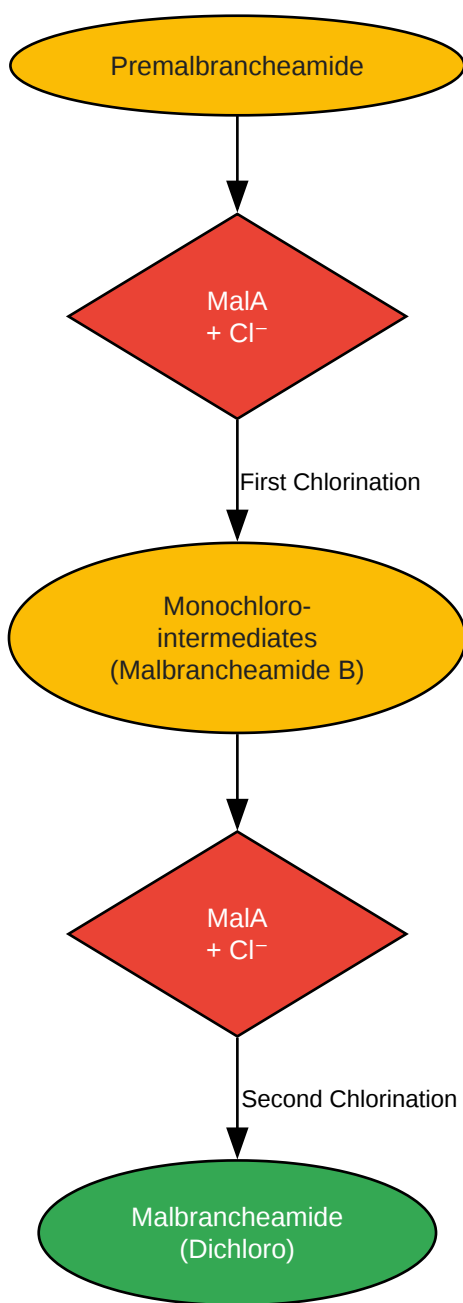 Premalbrancheamide
MalA
+ Cl⁻
First Chlorination
Monochloro-
intermediates
(Malbrancheamide B)
MalA
+ Cl⁻
Second Chlorination
Malbrancheamide
(Dichloro)